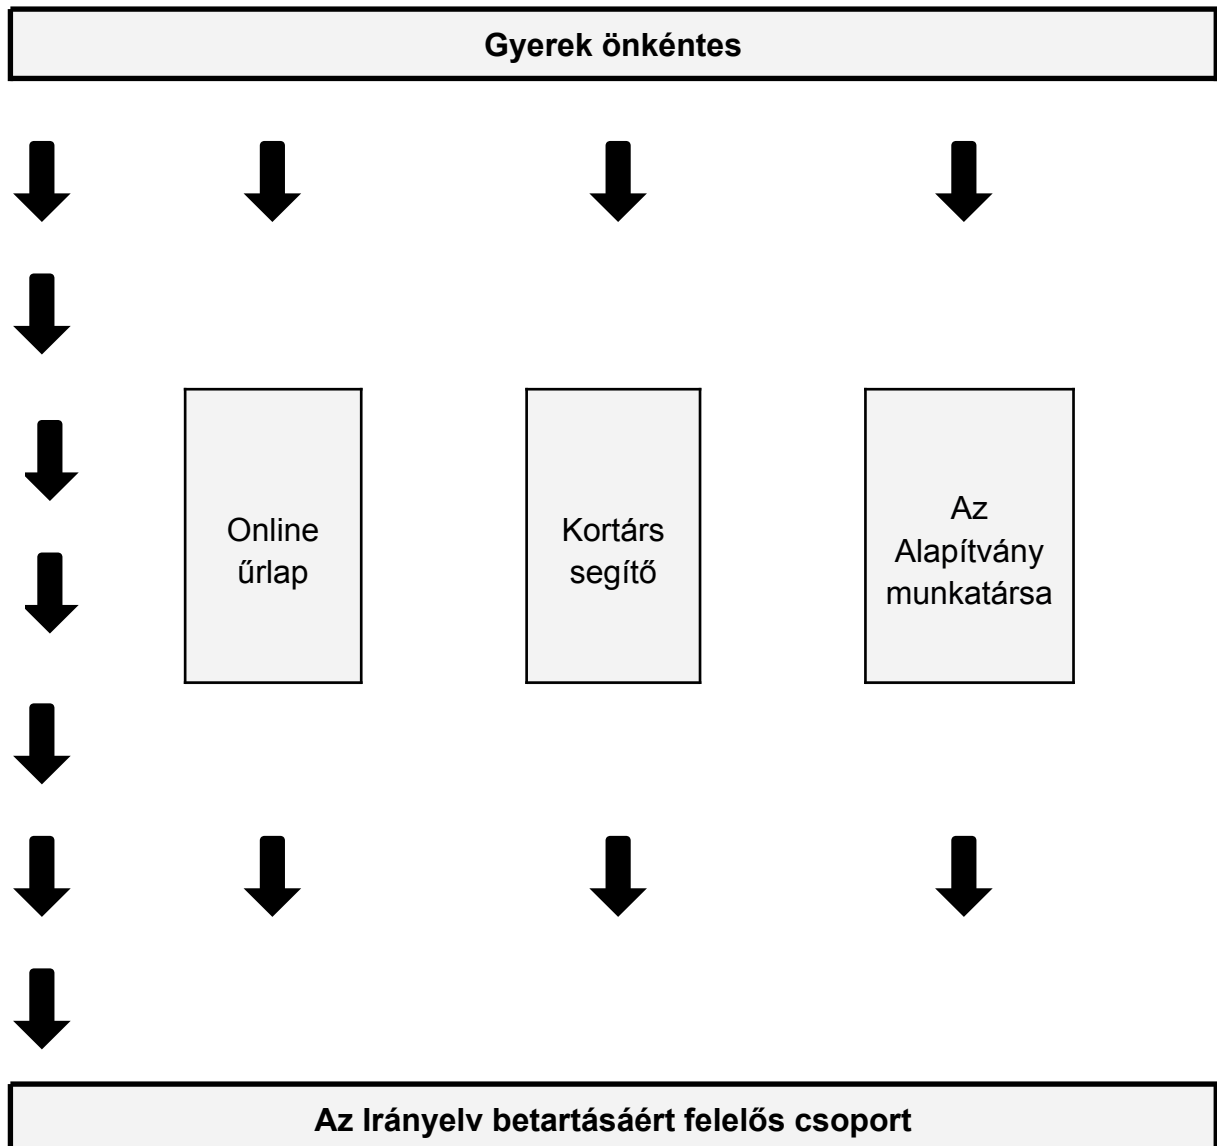 Gyerek önkéntes
Online
űrlap
Kortárs
segítő
Az
Alapítvány
munkatársa
Az Irányelv betartásáért felelős csoport